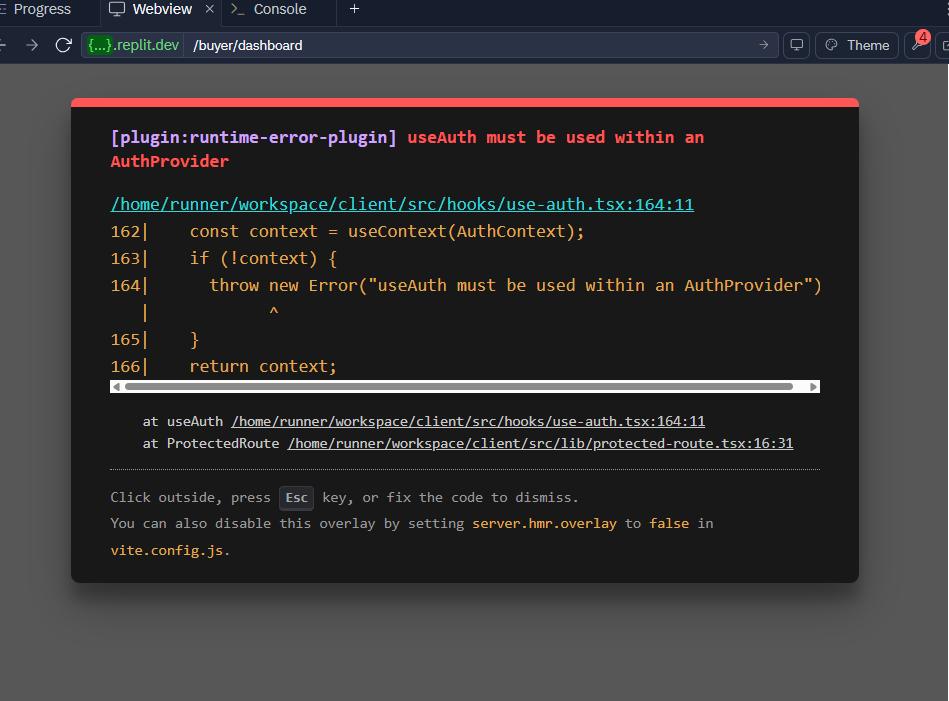 Progress
Webview
Console
{...}.replit.dev /buyer/dashboard
Theme
4
[plugin:runtime-error-plugin] useAuth must be used within an
AuthProvider
/home/runner/workspace/client/src/hooks/use-auth.tsx:164:11
162|    const context = useContext(AuthContext);
163|    if (!context) {
164|      throw new Error("useAuth must be used within an AuthProvider")
   |            ^
165|    }
166|    return context;
at useAuth /home/runner/workspace/client/src/hooks/use-auth.tsx:164:11
at ProtectedRoute /home/runner/workspace/client/src/lib/protected-route.tsx:16:31
Click outside, press Esc key, or fix the code to dismiss.
You can also disable this overlay by setting server.hmr.overlay to false in
vite.config.js.